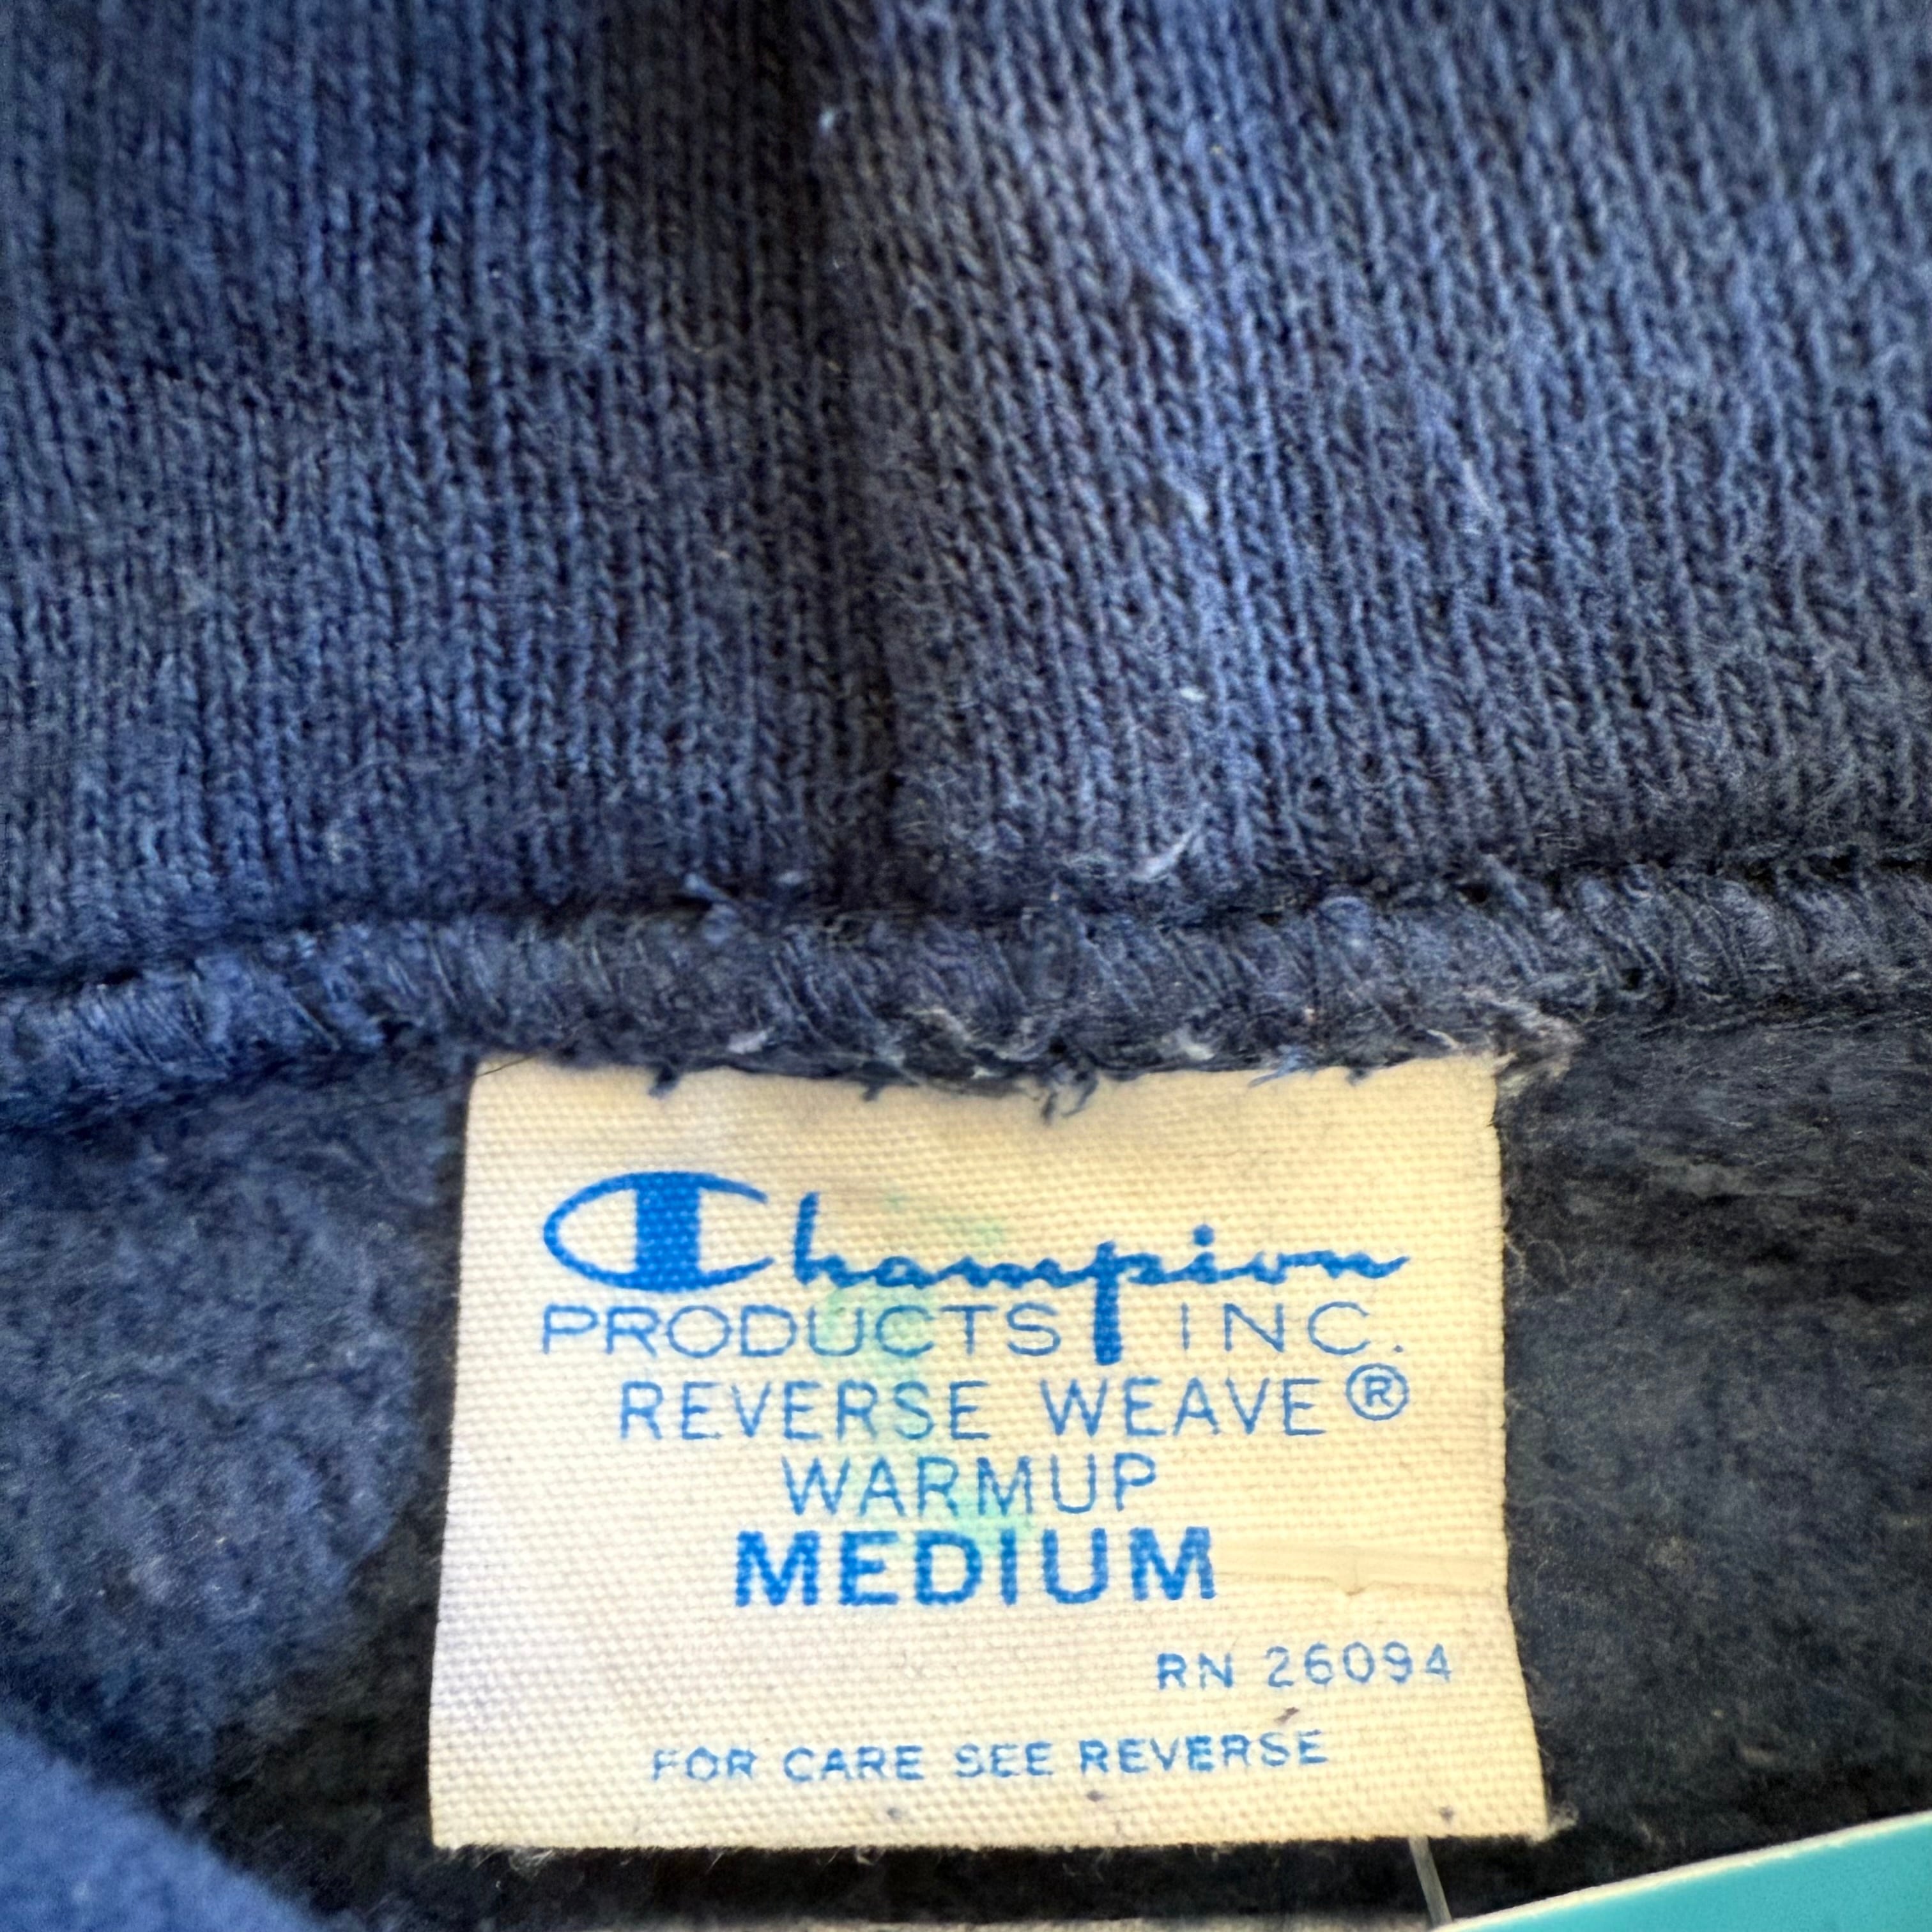 Champion
PRODUCTS INC.
REVERSE WEAVE®
WARMUP
MEDIUM
RN 26094
FOR CARE SEE REVERSE